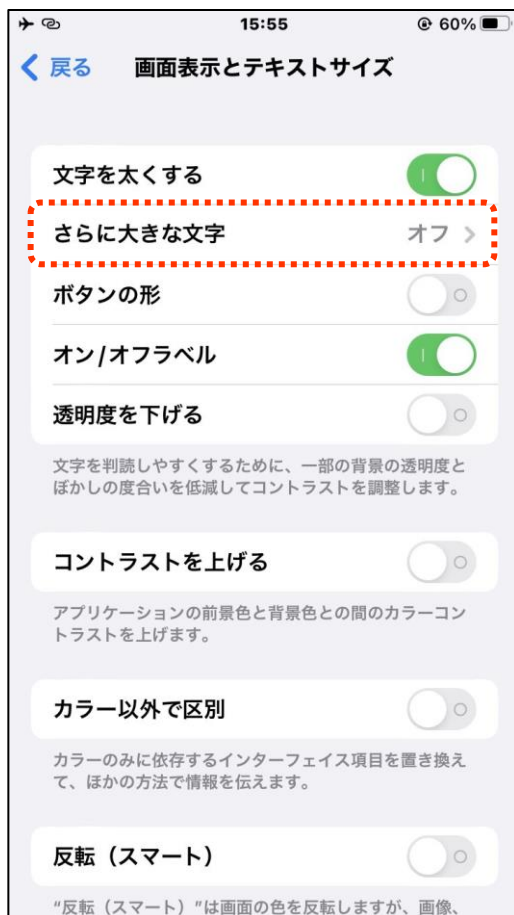 15:55
60%
戻る
画面表示とテキストサイズ
文字を太くする
さらに大きな文字 オフ
ボタンの形
オン/オフラベル
透明度を下げる
文字を判読しやすくするために、一部の背景の透明度と
ぼかしの度合いを低減してコントラストを調整します。
コントラストを上げる
アプリケーションの前景色と背景色との間のカラーコン
トラストを上げます。
カラー以外で区別
カラーのみに依存するインターフェイス項目を置き換え
て、ほかの方法で情報を伝えます。
反転（スマート）
“反転（スマート）”は画面の色を反転しますが、画像、